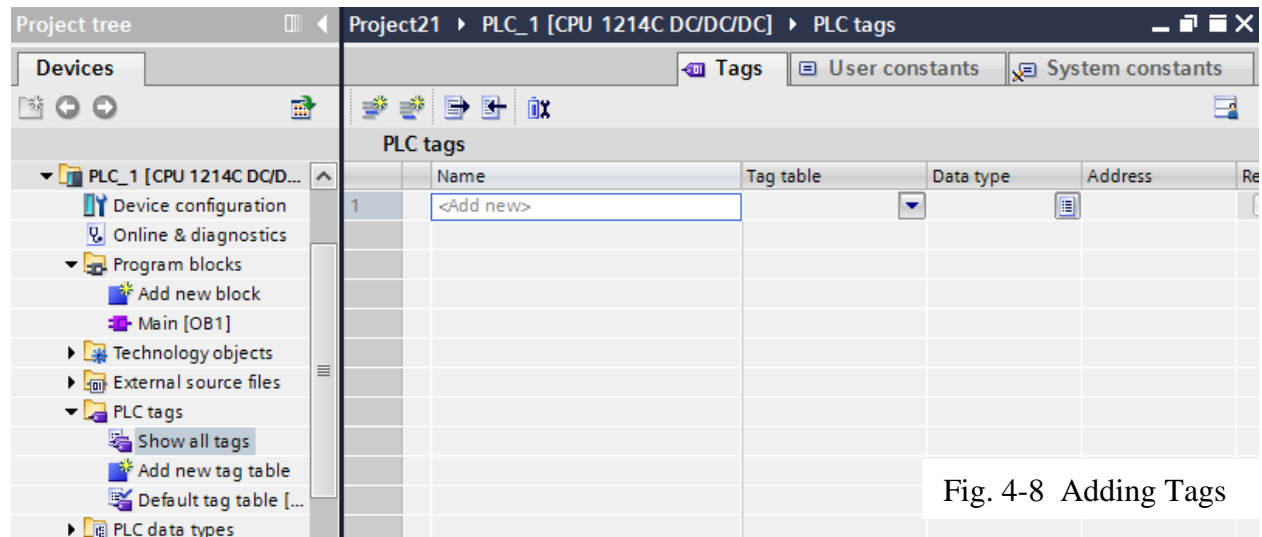 Project tree
Devices
PLC_1 [CPU 1214C DC/D...
Device configuration
Online & diagnostics
Program blocks
Add new block
Main [OB1]
Technology objects
External source files
PLC tags
Show all tags
Add new tag table
Default tag table [...
PLC data types
Project21 PLC_1 [CPU 1214C DC/DC/DC] PLC tags
Tags User constants System constants
PLC tags
Name Tag table Data type Address Re
1 <Add new>
Fig. 4-8 Adding Tags